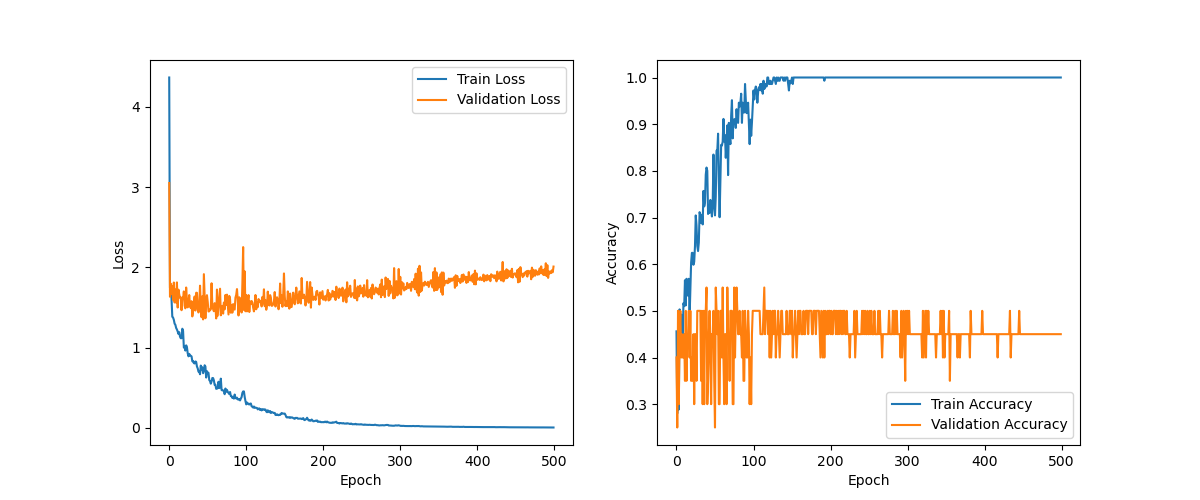 Train Loss
Validation Loss
4
3
2
1
0
Loss
0 100 200 300 400 500
Epoch
1.0
0.9
0.8
0.7
0.6
0.5
0.4
0.3
Accuracy
Train Accuracy
Validation Accuracy
0 100 200 300 400 500
Epoch